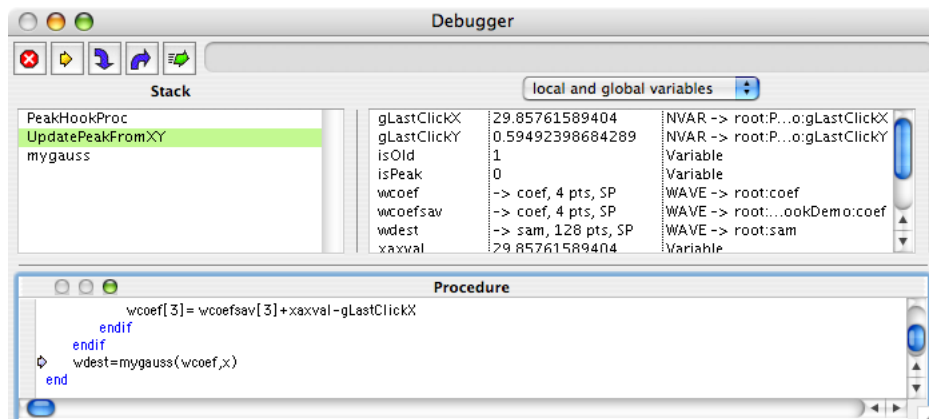 Debugger
Stack
local and global variables
PeakHookProc
UpdatePeakFromXY
mygauss
gLastClickX 29.85761589404 NVAR -> root:P...o:gLastClickX
gLastClickY 0.59492398684289 NVAR -> root:P...o:gLastClickY
isOld 1 Variable
isPeak 0 Variable
wcoef -> coef, 4 pts, SP WAVE -> root:coef
wcoefsav -> coef, 4 pts, SP WAVE -> root:...ookDemo:coef
wdest -> sam, 128 pts, SP WAVE -> root:sam
xaxval 29.85761589404 Variable
Procedure
wcoef[3]= wcoefsav[3]+xaxval-gLastClickX
endif
endif
wdest=mygauss(wcoef,x)
end